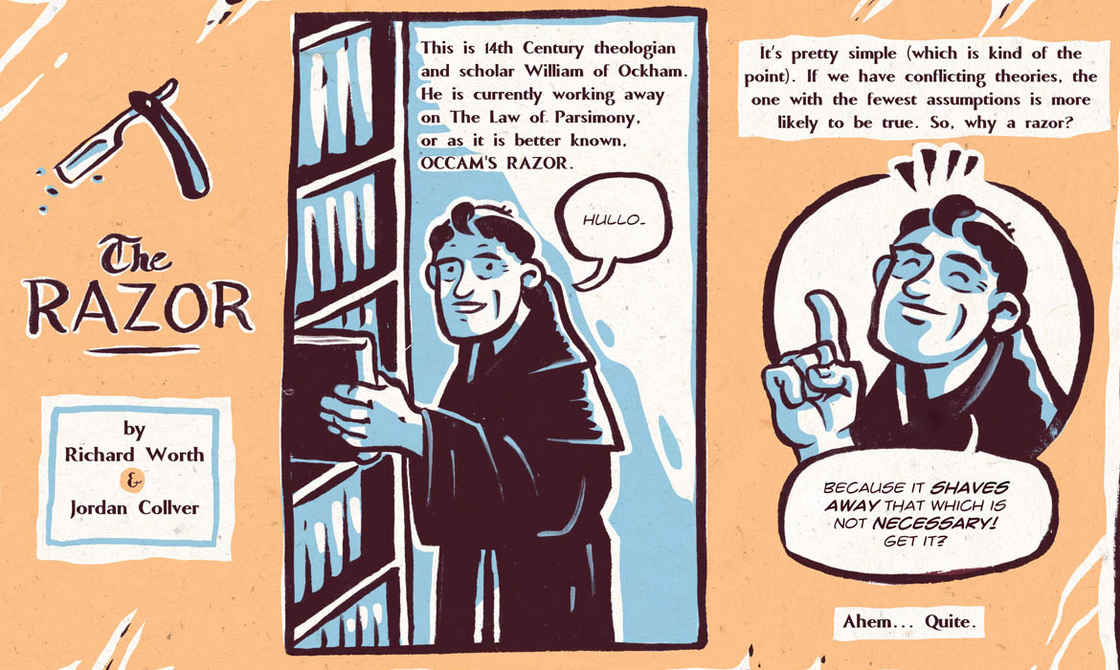 The
RAZOR
by
Richard Worth
&
Jordan Collver
This is 14th Century theologian
and scholar William of Ockham.
He is currently working away
on The Law of Parsimony,
or as it is better known,
OCCAM'S RAZOR.
HULLO.
It's pretty simple (which is kind of the
point). If we have conflicting theories, the
one with the fewest assumptions is more
likely to be true. So, why a razor?
BECAUSE IT SHAVES
AWAY THAT WHICH IS
NOT NECESSARY!
GET IT?
Ahem... Quite.